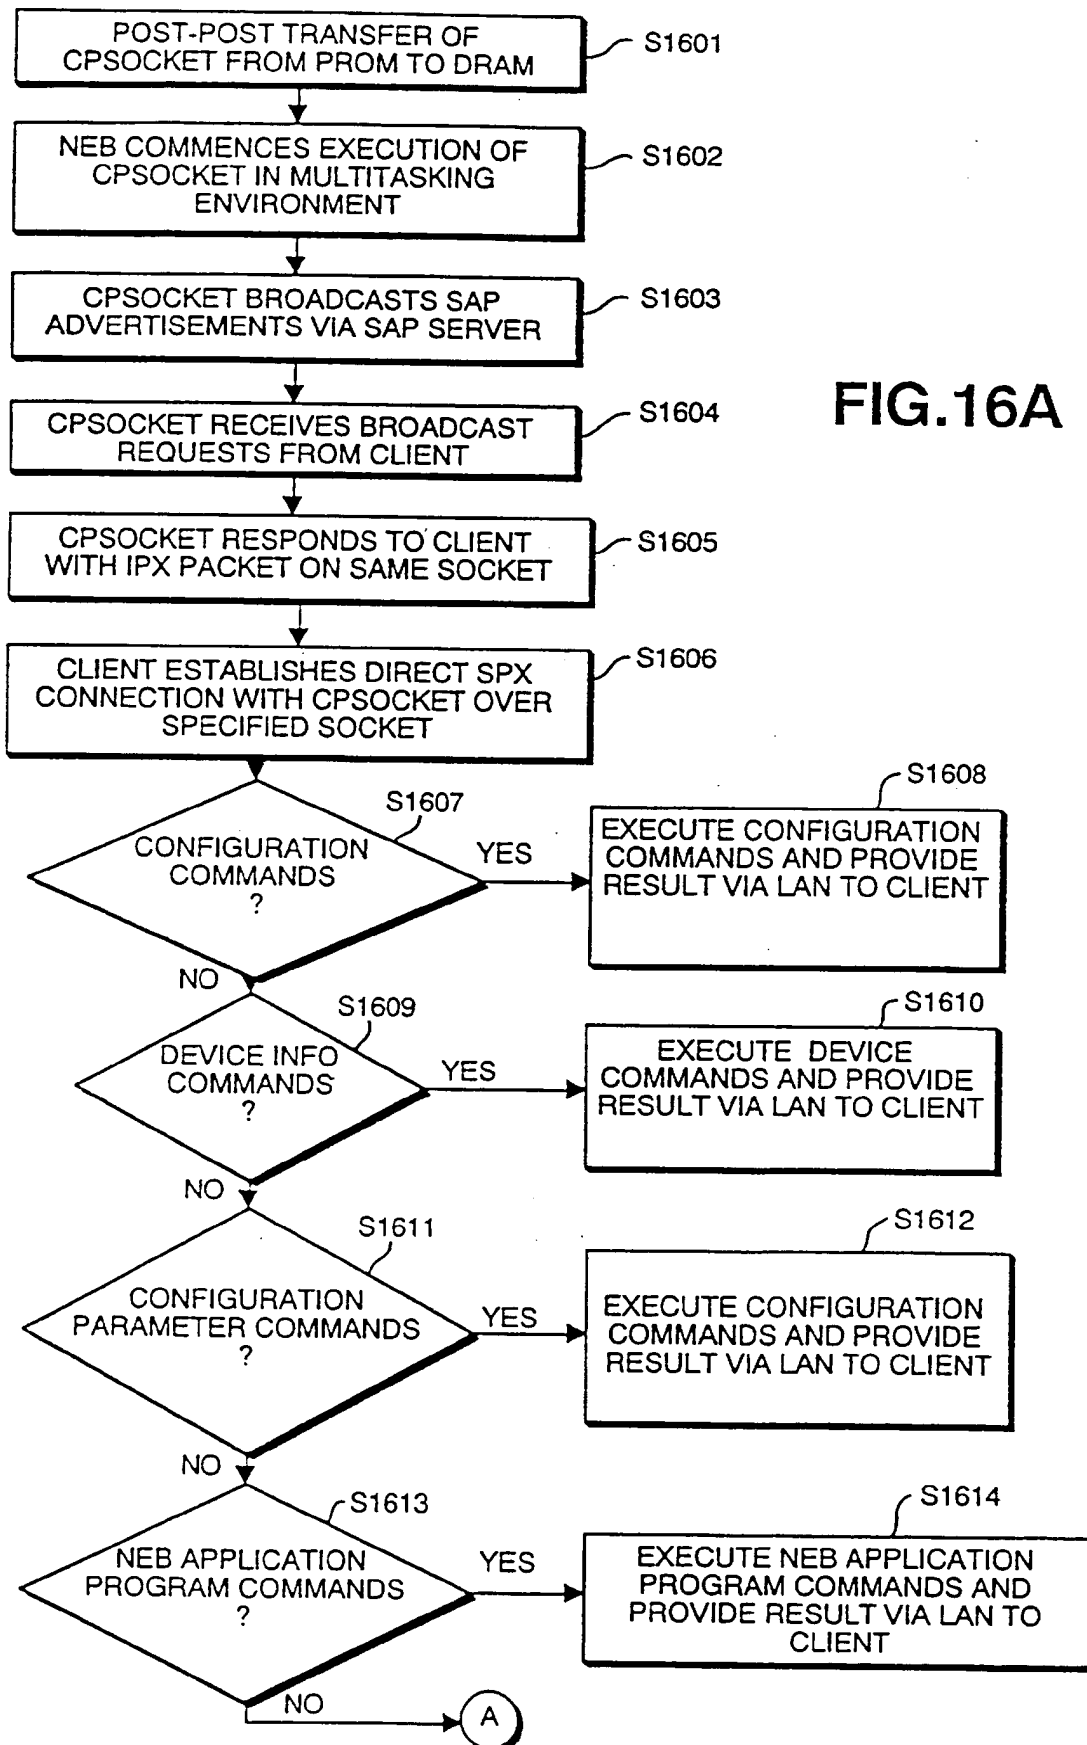 POST-POST TRANSFER OF
CPSOCKET FROM PROM TO DRAM
S1601
NEB COMMENCES EXECUTION OF
CPSOCKET IN MULTITASKING
ENVIRONMENT
S1602
CPSOCKET BROADCASTS SAP
ADVERTISEMENTS VIA SAP SERVER
S1603
FIG.16A
CPSOCKET RECEIVES BROADCAST
REQUESTS FROM CLIENT
S1604
CPSOCKET RESPONDS TO CLIENT
WITH IPX PACKET ON SAME SOCKET
S1605
CLIENT ESTABLISHES DIRECT SPX
CONNECTION WITH CPSOCKET OVER
SPECIFIED SOCKET
S1606
S1607
CONFIGURATION
COMMANDS
?
YES
NO
S1608
EXECUTE CONFIGURATION
COMMANDS AND PROVIDE
RESULT VIA LAN TO CLIENT
S1609
DEVICE INFO
COMMANDS
?
YES
NO
S1610
EXECUTE DEVICE
COMMANDS AND PROVIDE
RESULT VIA LAN TO CLIENT
S1611
CONFIGURATION
PARAMETER COMMANDS
?
YES
NO
S1612
EXECUTE CONFIGURATION
COMMANDS AND PROVIDE
RESULT VIA LAN TO CLIENT
S1613
NEB APPLICATION
PROGRAM COMMANDS
?
YES
NO
S1614
EXECUTE NEB APPLICATION
PROGRAM COMMANDS AND
PROVIDE RESULT VIA LAN TO
CLIENT
A